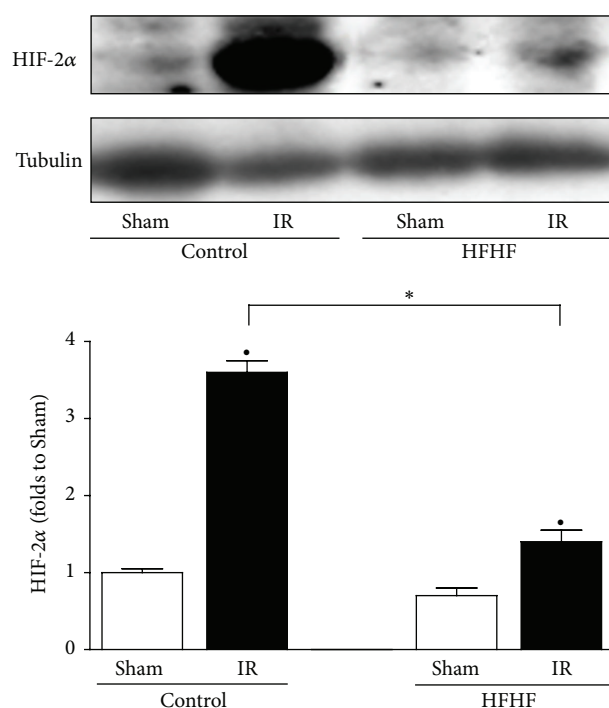 HIF-2α
Tubulin
Sham IR Sham IR
Control HFHF
*
HIF-2α (folds to Sham)
4
3
2
1
0
Sham IR Sham IR
Control HFHF